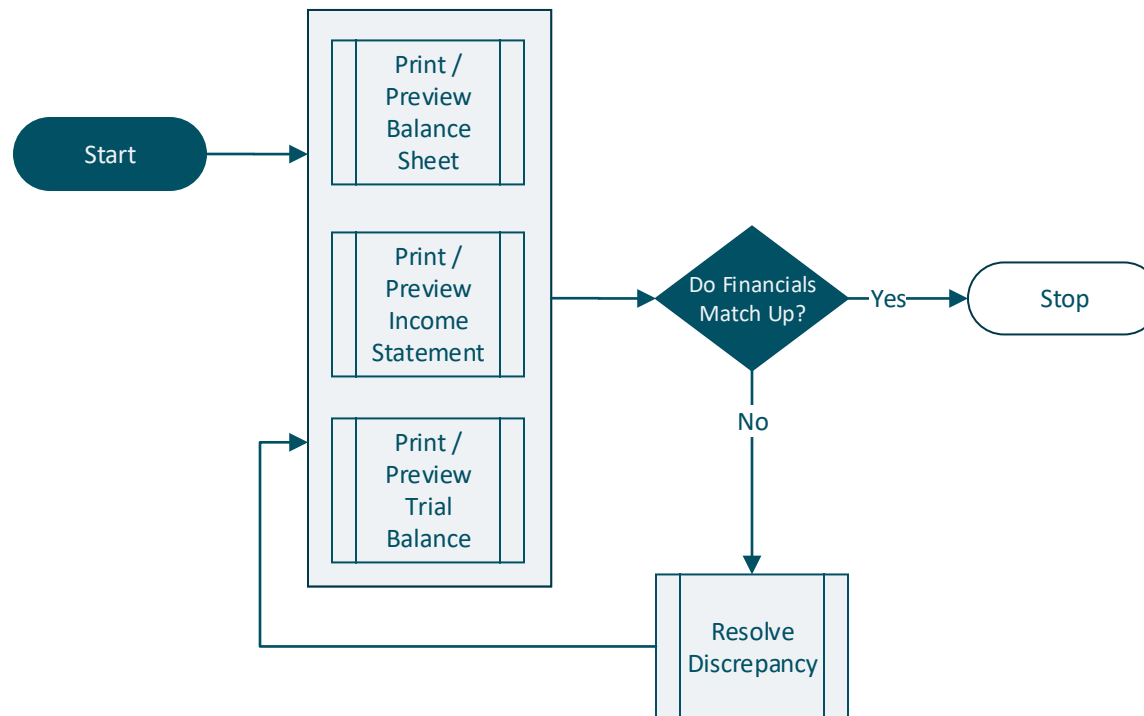 Start
Print /
Preview
Balance
Sheet
Print /
Preview
Income
Statement
Print /
Preview
Trial
Balance
Do Financials
Match Up?
Yes
Stop
No
Resolve
Discrepancy